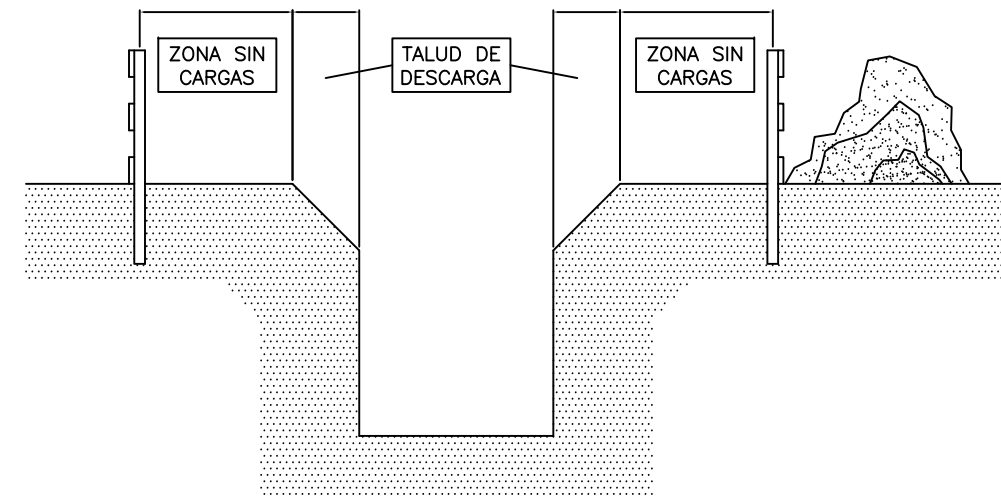 ZONA SIN
CARGAS
TALUD DE
DESCARGA
ZONA SIN
CARGAS